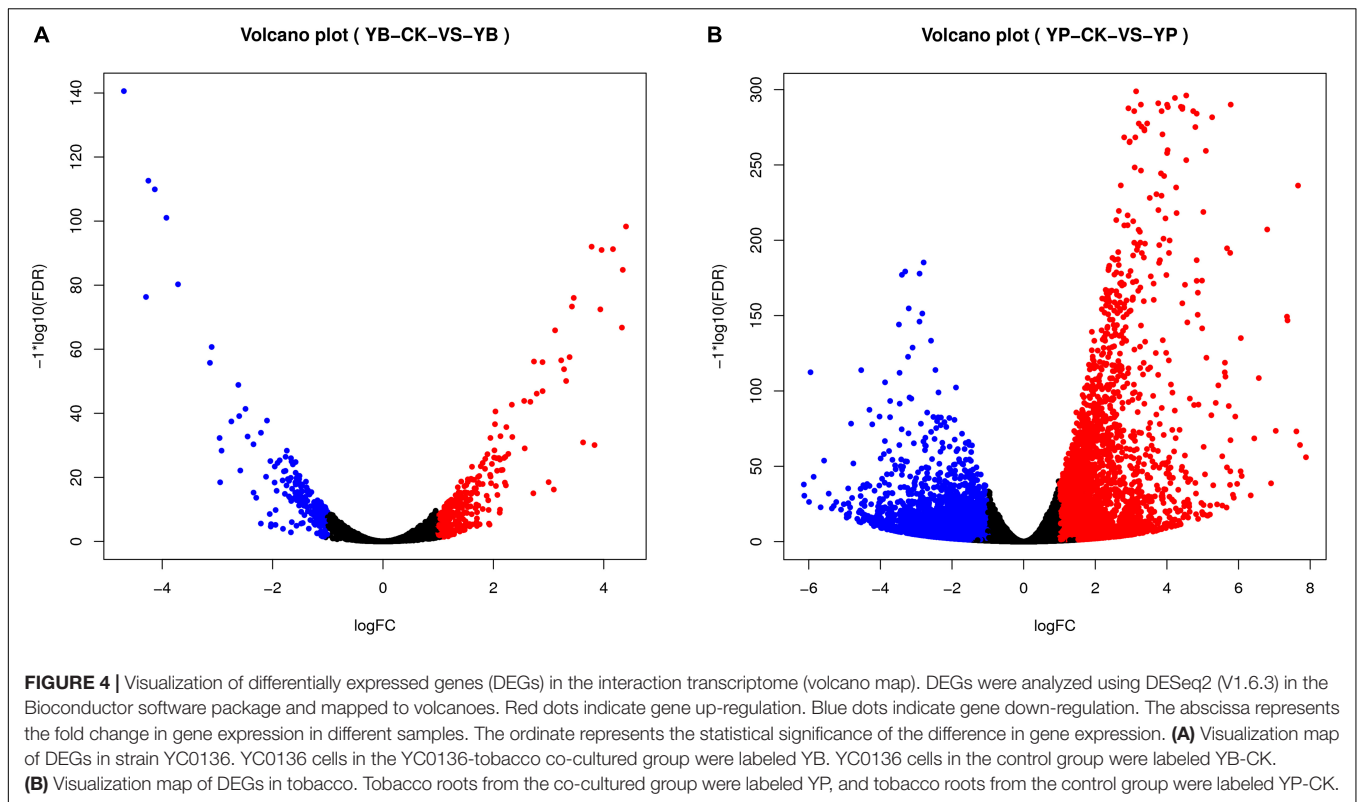 A
Volcano plot ( YB−CK−VS−YB )
−1*log10(FDR)
140
120
100
80
60
40
20
0
−4
−2
0
2
4
logFC
B
Volcano plot ( YP−CK−VS−YP )
−1*log10(FDR)
300
250
200
150
100
50
0
−6
−4
−2
0
2
4
6
8
logFC
FIGURE 4 | Visualization of differentially expressed genes (DEGs) in the interaction transcriptome (volcano map). DEGs were analyzed using DESeq2 (V1.6.3) in the
Bioconductor software package and mapped to volcanoes. Red dots indicate gene up-regulation. Blue dots indicate gene down-regulation. The abscissa represents
the fold change in gene expression in different samples. The ordinate represents the statistical significance of the difference in gene expression. (A) Visualization map
of DEGs in strain YC0136. YC0136 cells in the YC0136-tobacco co-cultured group were labeled YB. YC0136 cells in the control group were labeled YB-CK.
(B) Visualization map of DEGs in tobacco. Tobacco roots from the co-cultured group were labeled YP, and tobacco roots from the control group were labeled YP-CK.